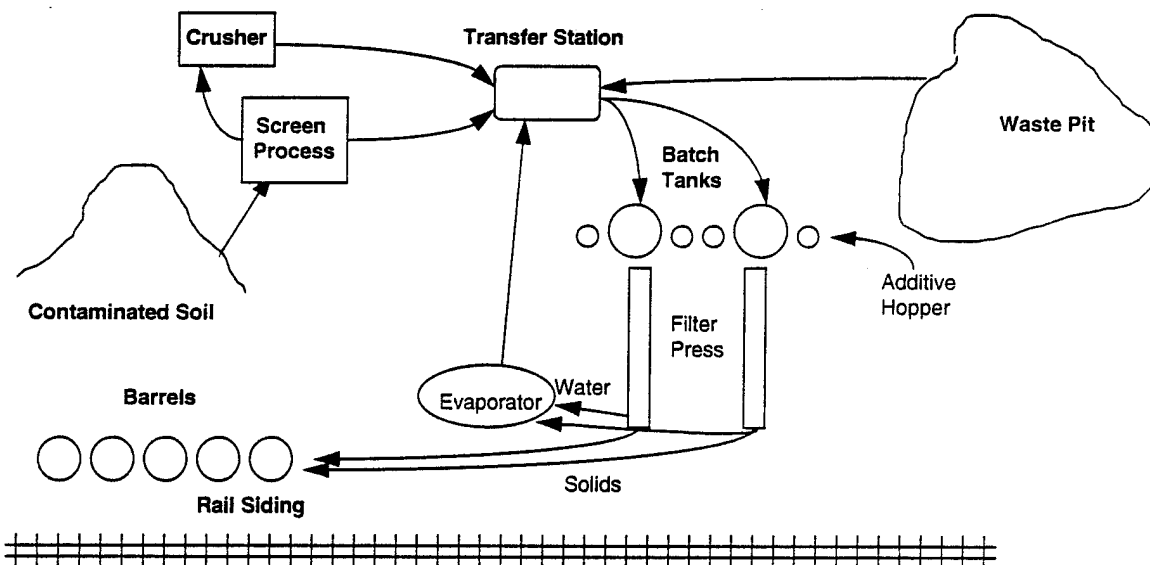 Crusher
Transfer Station
Screen
Process
Waste Pit
Batch
Tanks
Contaminated Soil
Additive
Hopper
Filter
Press
Barrels
Evaporator
Water
Solids
Rail Siding